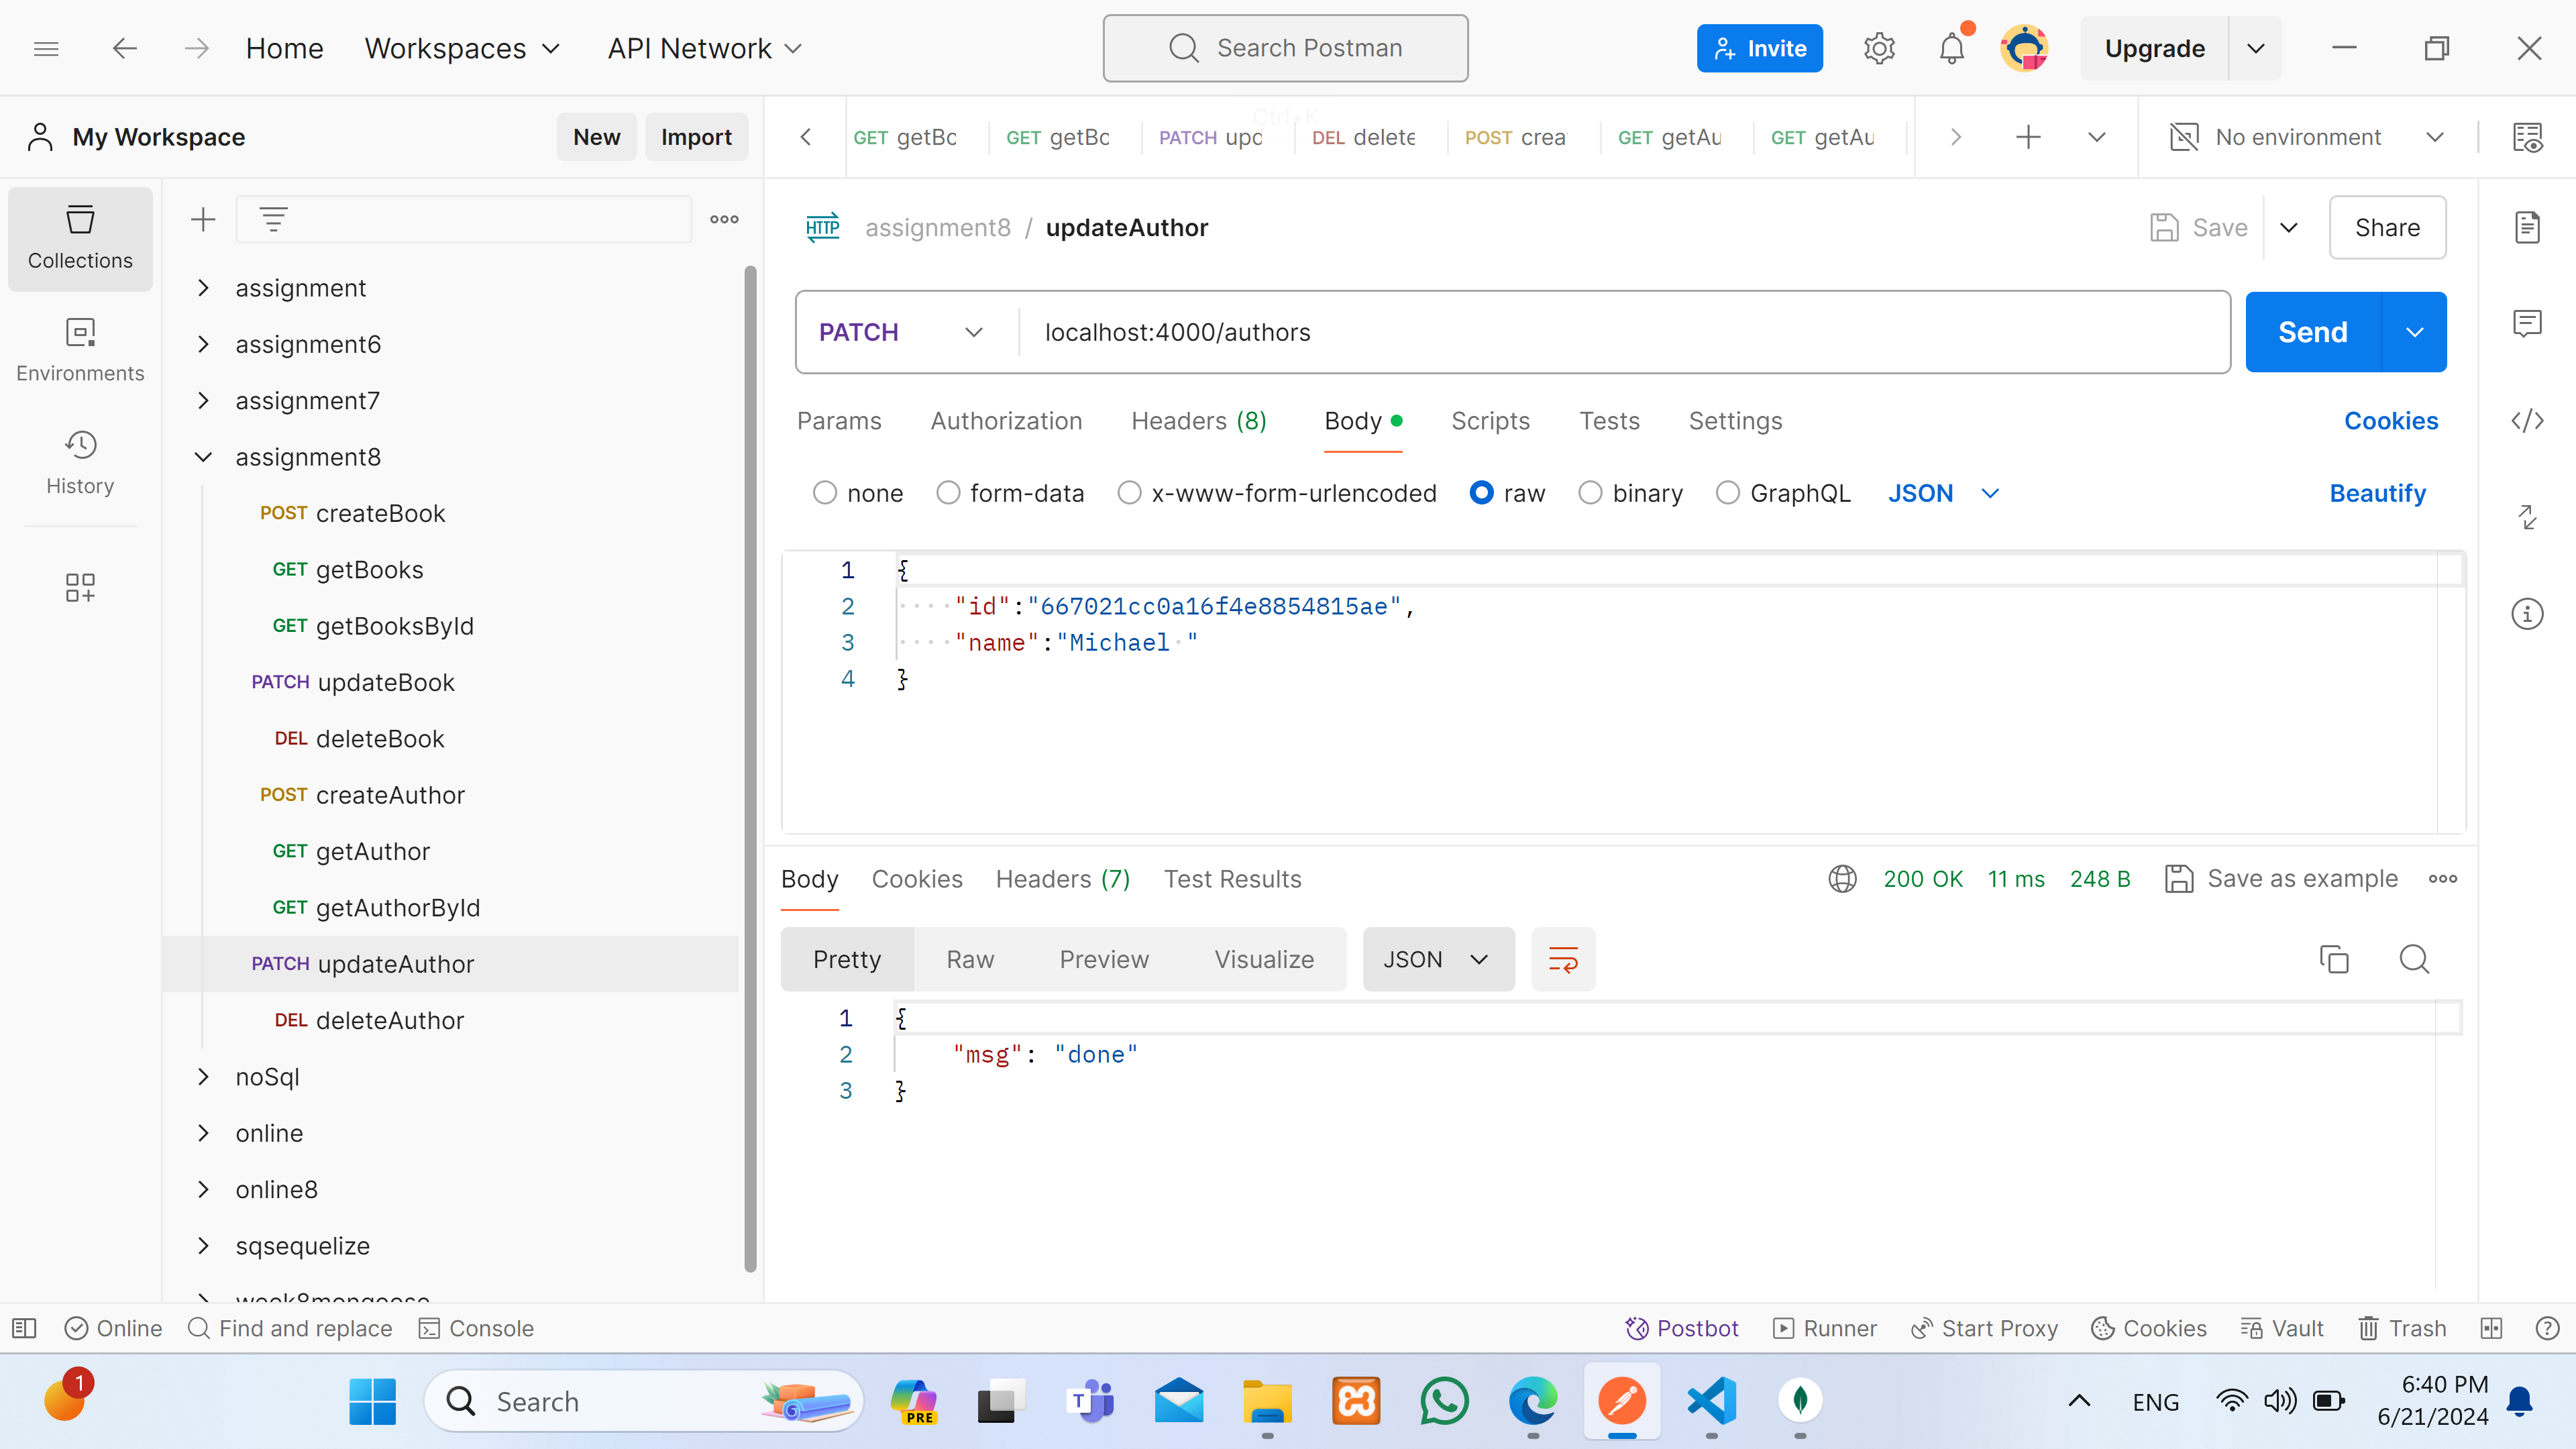 Home
Workspaces
API Network
Search Postman
Invite
Upgrade
Ctrl+K
My Workspace
New
Import
GET getBo
GET getBo
PATCH upd
DEL delete
POST crea
GET getAu
GET getAu
No environment
Collections
Environments
History
assignment
assignment6
assignment7
assignment8
POST createBook
GET getBooks
GET getBooksById
PATCH updateBook
DEL deleteBook
POST createAuthor
GET getAuthor
GET getAuthorById
PATCH updateAuthor
DEL deleteAuthor
noSql
online
online8
sqsequelize
week8mongoose
HTTP
assignment8 / updateAuthor
Save
Share
PATCH
localhost:4000/authors
Send
Params
Authorization
Headers (8)
Body
Scripts
Tests
Settings
Cookies
none
form-data
x-www-form-urlencoded
raw
binary
GraphQL
JSON
Beautify
1 {
2 "id":"667021cc0a16f4e8854815ae",
3 "name":"Michael "
4 }
Body
Cookies
Headers (7)
Test Results
200 OK
11 ms
248 B
Save as example
Pretty
Raw
Preview
Visualize
JSON
1 {
2 "msg": "done"
3 }
Online
Find and replace
Console
Postbot
Runner
Start Proxy
Cookies
Vault
Trash
1
Search
PRE
T
ENG
6:40 PM
6/21/2024